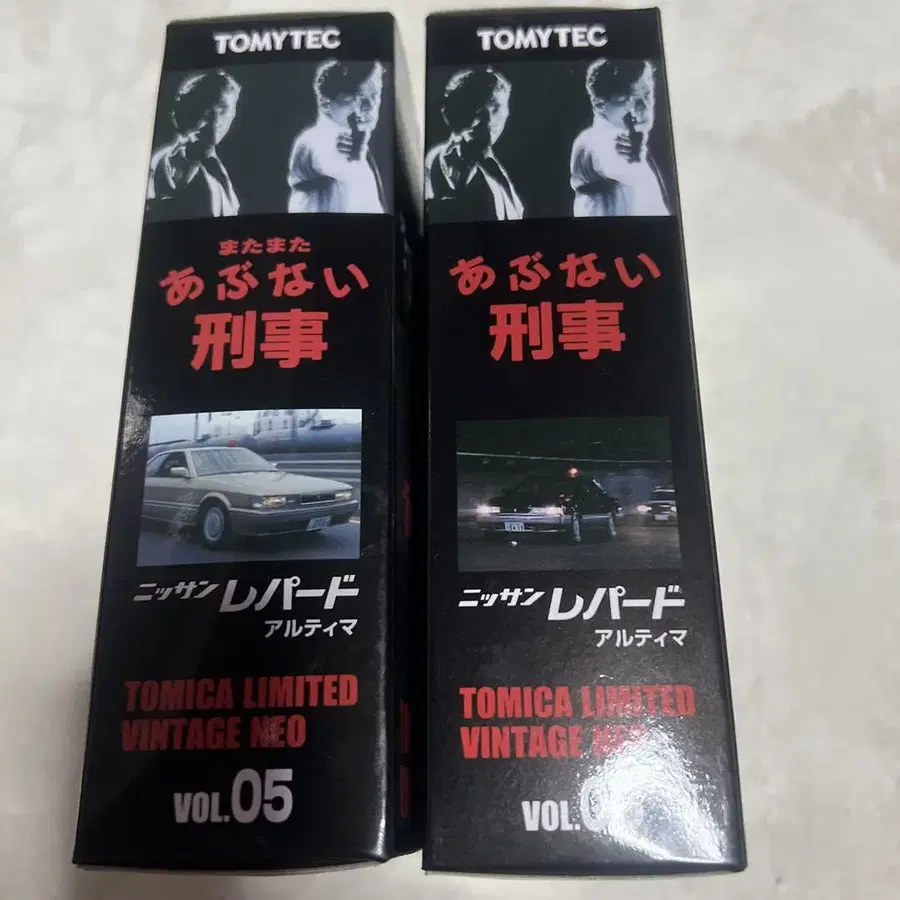 TOMYTEC
またまた
あぶない
刑事
ニッサン レパード
アルティマ
TOMICA LIMITED
VINTAGE NEO
VOL.05
TOMYTEC
あぶない
刑事
ニッサン レパード
アルティマ
TOMICA LIMITED
VINTAGE NEO
VOL.